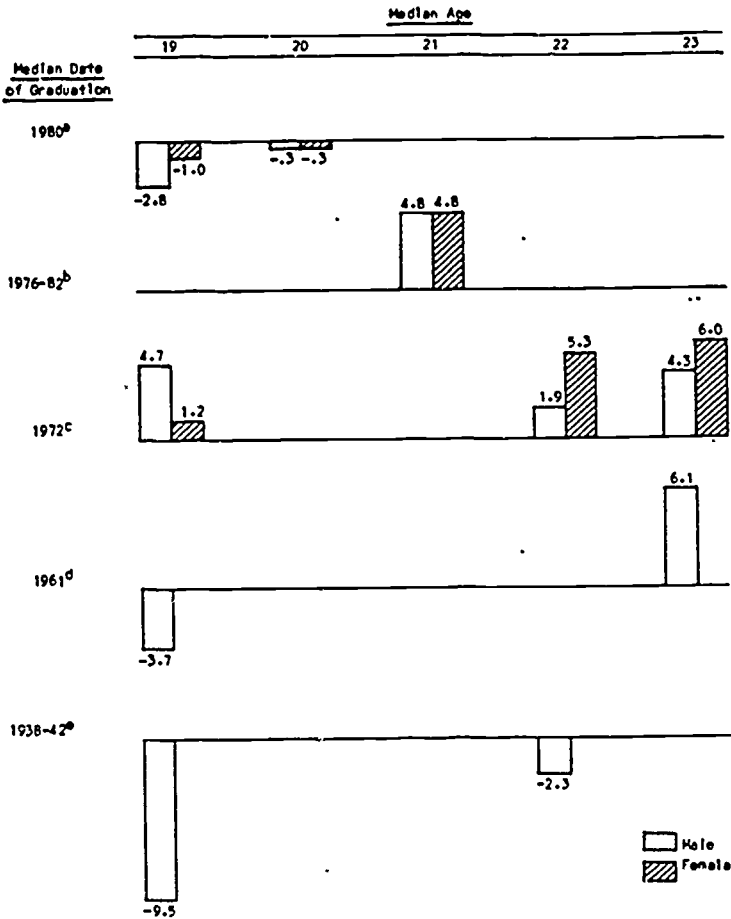 Median Age
19 20 21 22 23
Median Date
of Graduation
1980ᵃ
-2.8 -1.0 -.3 -.3
4.8 4.8
1976-82ᵇ
4.7 1.2 1.9 5.3 4.3 6.0
1972ᶜ
6.1
1961ᵈ
-3.7
1938-42ᵉ
-2.3
-9.5
Male
Female